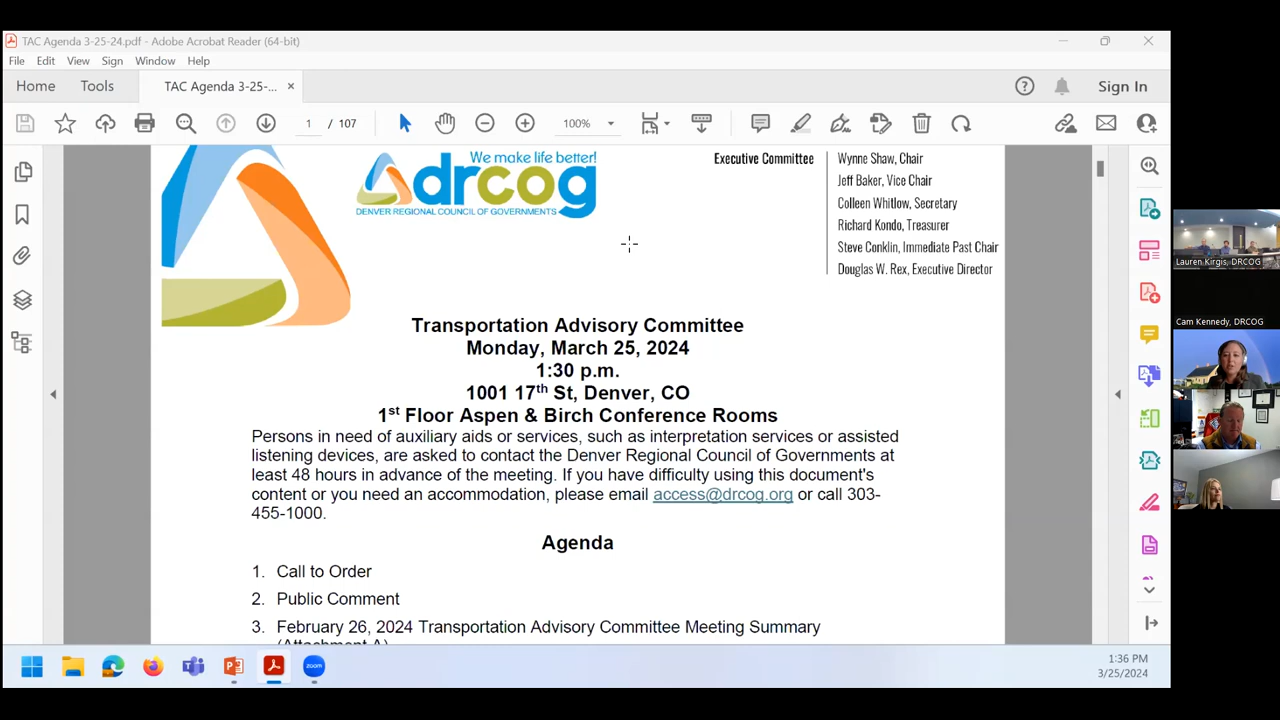 TAC Agenda 3-25-24.pdf - Adobe Acrobat Reader (64-bit)
File Edit View Sign Window Help
Home Tools TAC Agenda 3-25-... × Sign In
1 / 107 100%
We make life better!
drcog
DENVER REGIONAL COUNCIL OF GOVERNMENTS
Executive Committee
Wynne Shaw, Chair
Jeff Baker, Vice Chair
Colleen Whitlow, Secretary
Richard Kondo, Treasurer
Steve Conklin, Immediate Past Chair
Douglas W. Rex, Executive Director
Transportation Advisory Committee
Monday, March 25, 2024
1:30 p.m.
1001 17th St, Denver, CO
1st Floor Aspen & Birch Conference Rooms
Persons in need of auxiliary aids or services, such as interpretation services or assisted
listening devices, are asked to contact the Denver Regional Council of Governments at
least 48 hours in advance of the meeting. If you have difficulty using this document's
content or you need an accommodation, please email access@drcog.org or call 303-
455-1000.
Agenda
1. Call to Order
2. Public Comment
3. February 26, 2024 Transportation Advisory Committee Meeting Summary
(Attachment A)
zoom
1:36 PM
3/25/2024
Lauren Kirgis, DRCOG
Cam Kennedy, DRCOG